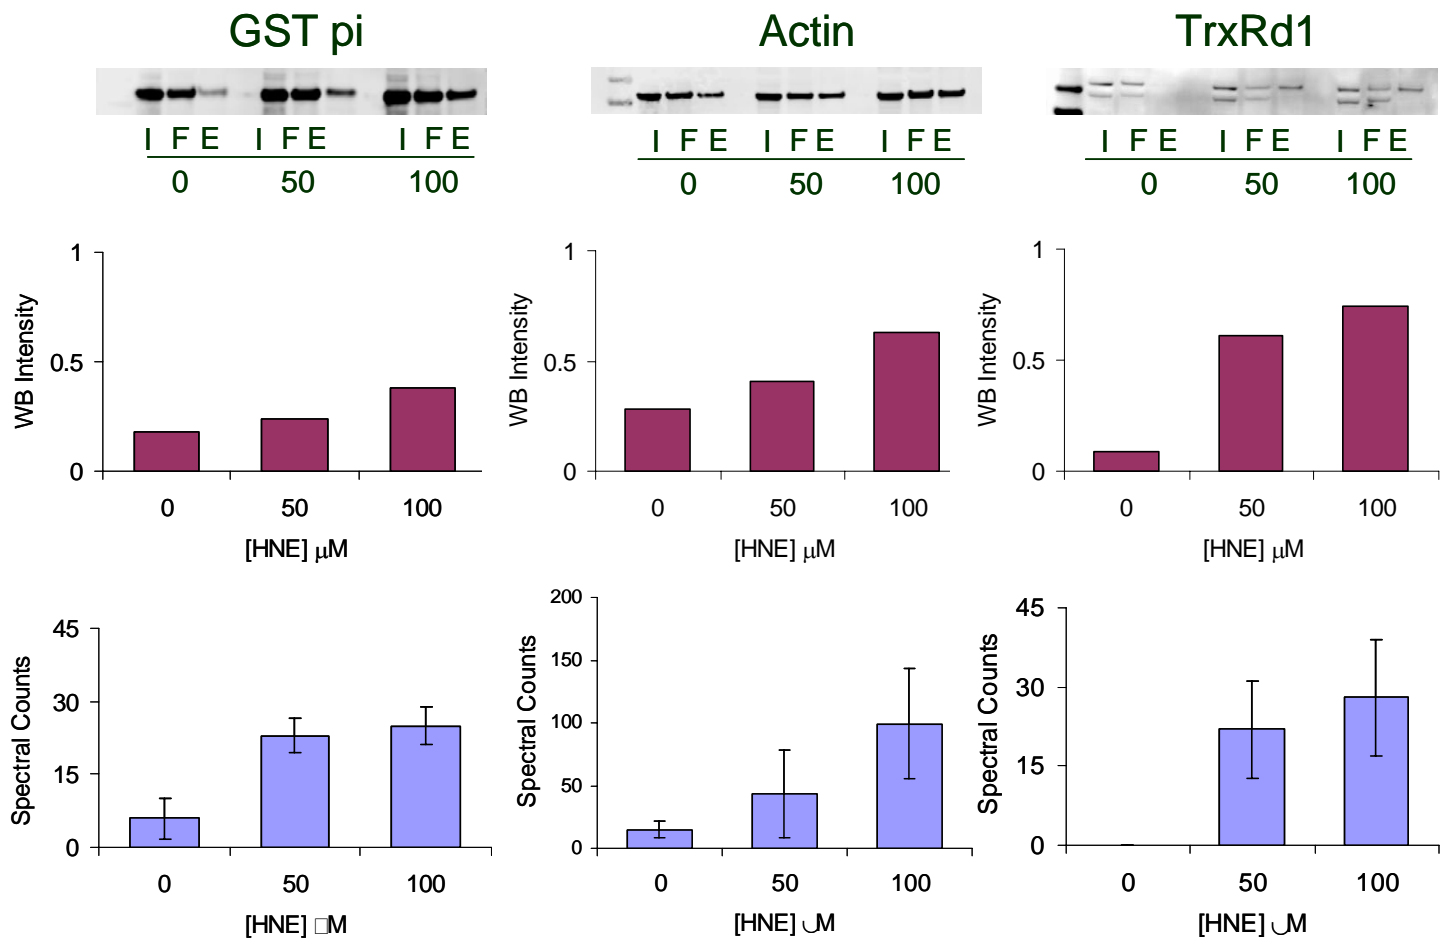 GST pi
Actin
TrxRd1
I F E I F E I F E
0 50 100
I F E I F E I F E
0 50 100
I F E I F E I F E
0 50 100
WB Intensity
1
0.5
0
0 50 100
[HNE] μM
WB Intensity
1
0.5
0
0 50 100
[HNE] μM
WB Intensity
1
0.5
0
0 50 100
[HNE] μM
Spectral Counts
45
30
15
0
0 50 100
[HNE] □M
Spectral Counts
200
150
100
50
0
0 50 100
[HNE] ◡M
Spectral Counts
45
30
15
0
0 50 100
[HNE] ◡M